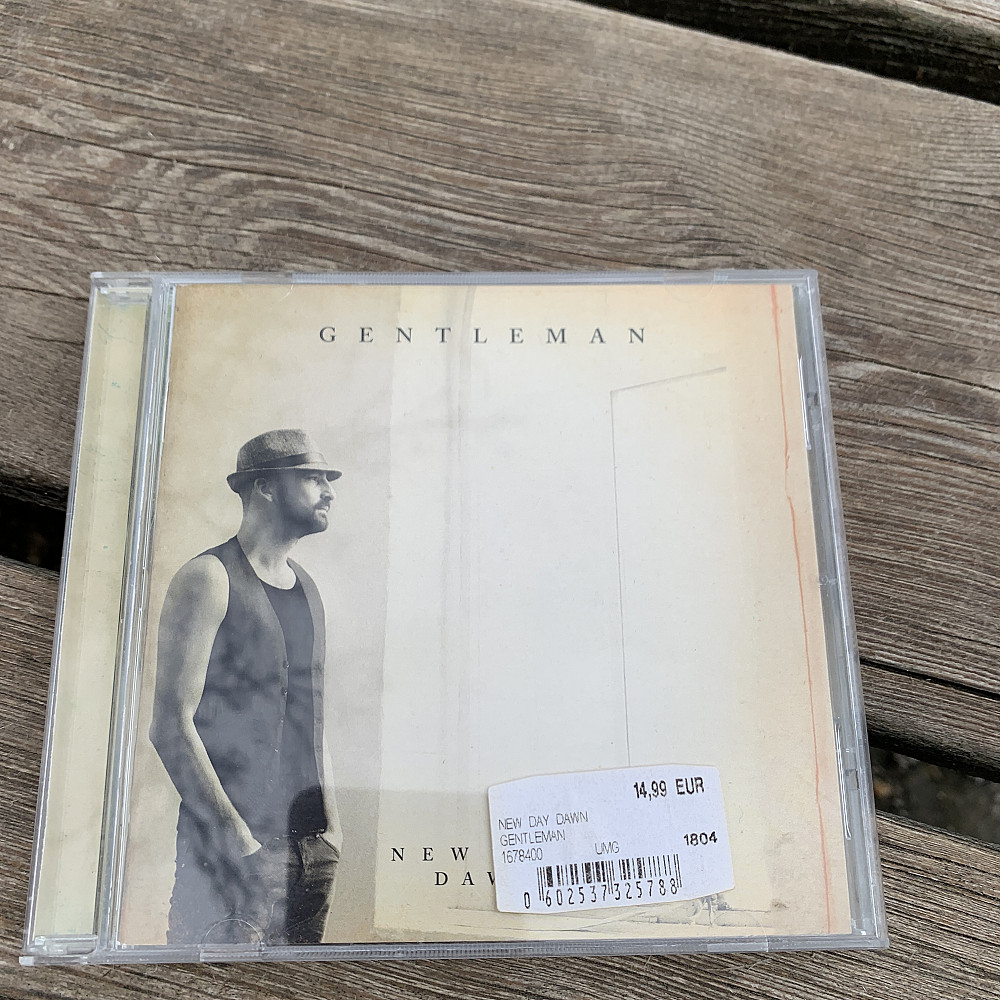 GENTLEMAN
14,99 EUR
NEW DAY DAWN
GENTLEMAN
1678400 UMG 1804
0 602537 325788
NEW
DAW